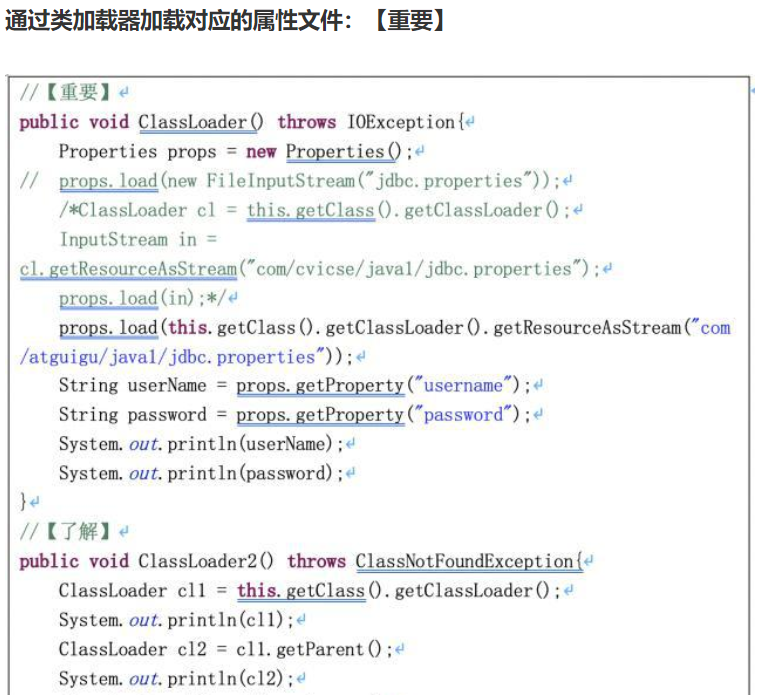 通过类加载器加载对应的属性文件：【重要】
//【重要】
public void ClassLoader() throws IOException{
Properties props = new Properties();
// props.load(new FileInputStream("jdbc.properties"));
/*ClassLoader cl = this.getClass().getClassLoader();
InputStream in =
cl.getResourceAsStream("com/cvicse/java1/jdbc.properties");
props.load(in);*/
props.load(this.getClass().getClassLoader().getResourceAsStream("com
/atguigu/java1/jdbc.properties"));
String userName = props.getProperty("username");
String password = props.getProperty("password");
System.out.println(userName);
System.out.println(password);
}
//【了解】
public void ClassLoader2() throws ClassNotFoundException{
ClassLoader cl1 = this.getClass().getClassLoader();
System.out.println(cl1);
ClassLoader cl2 = cl1.getParent();
System.out.println(cl2);